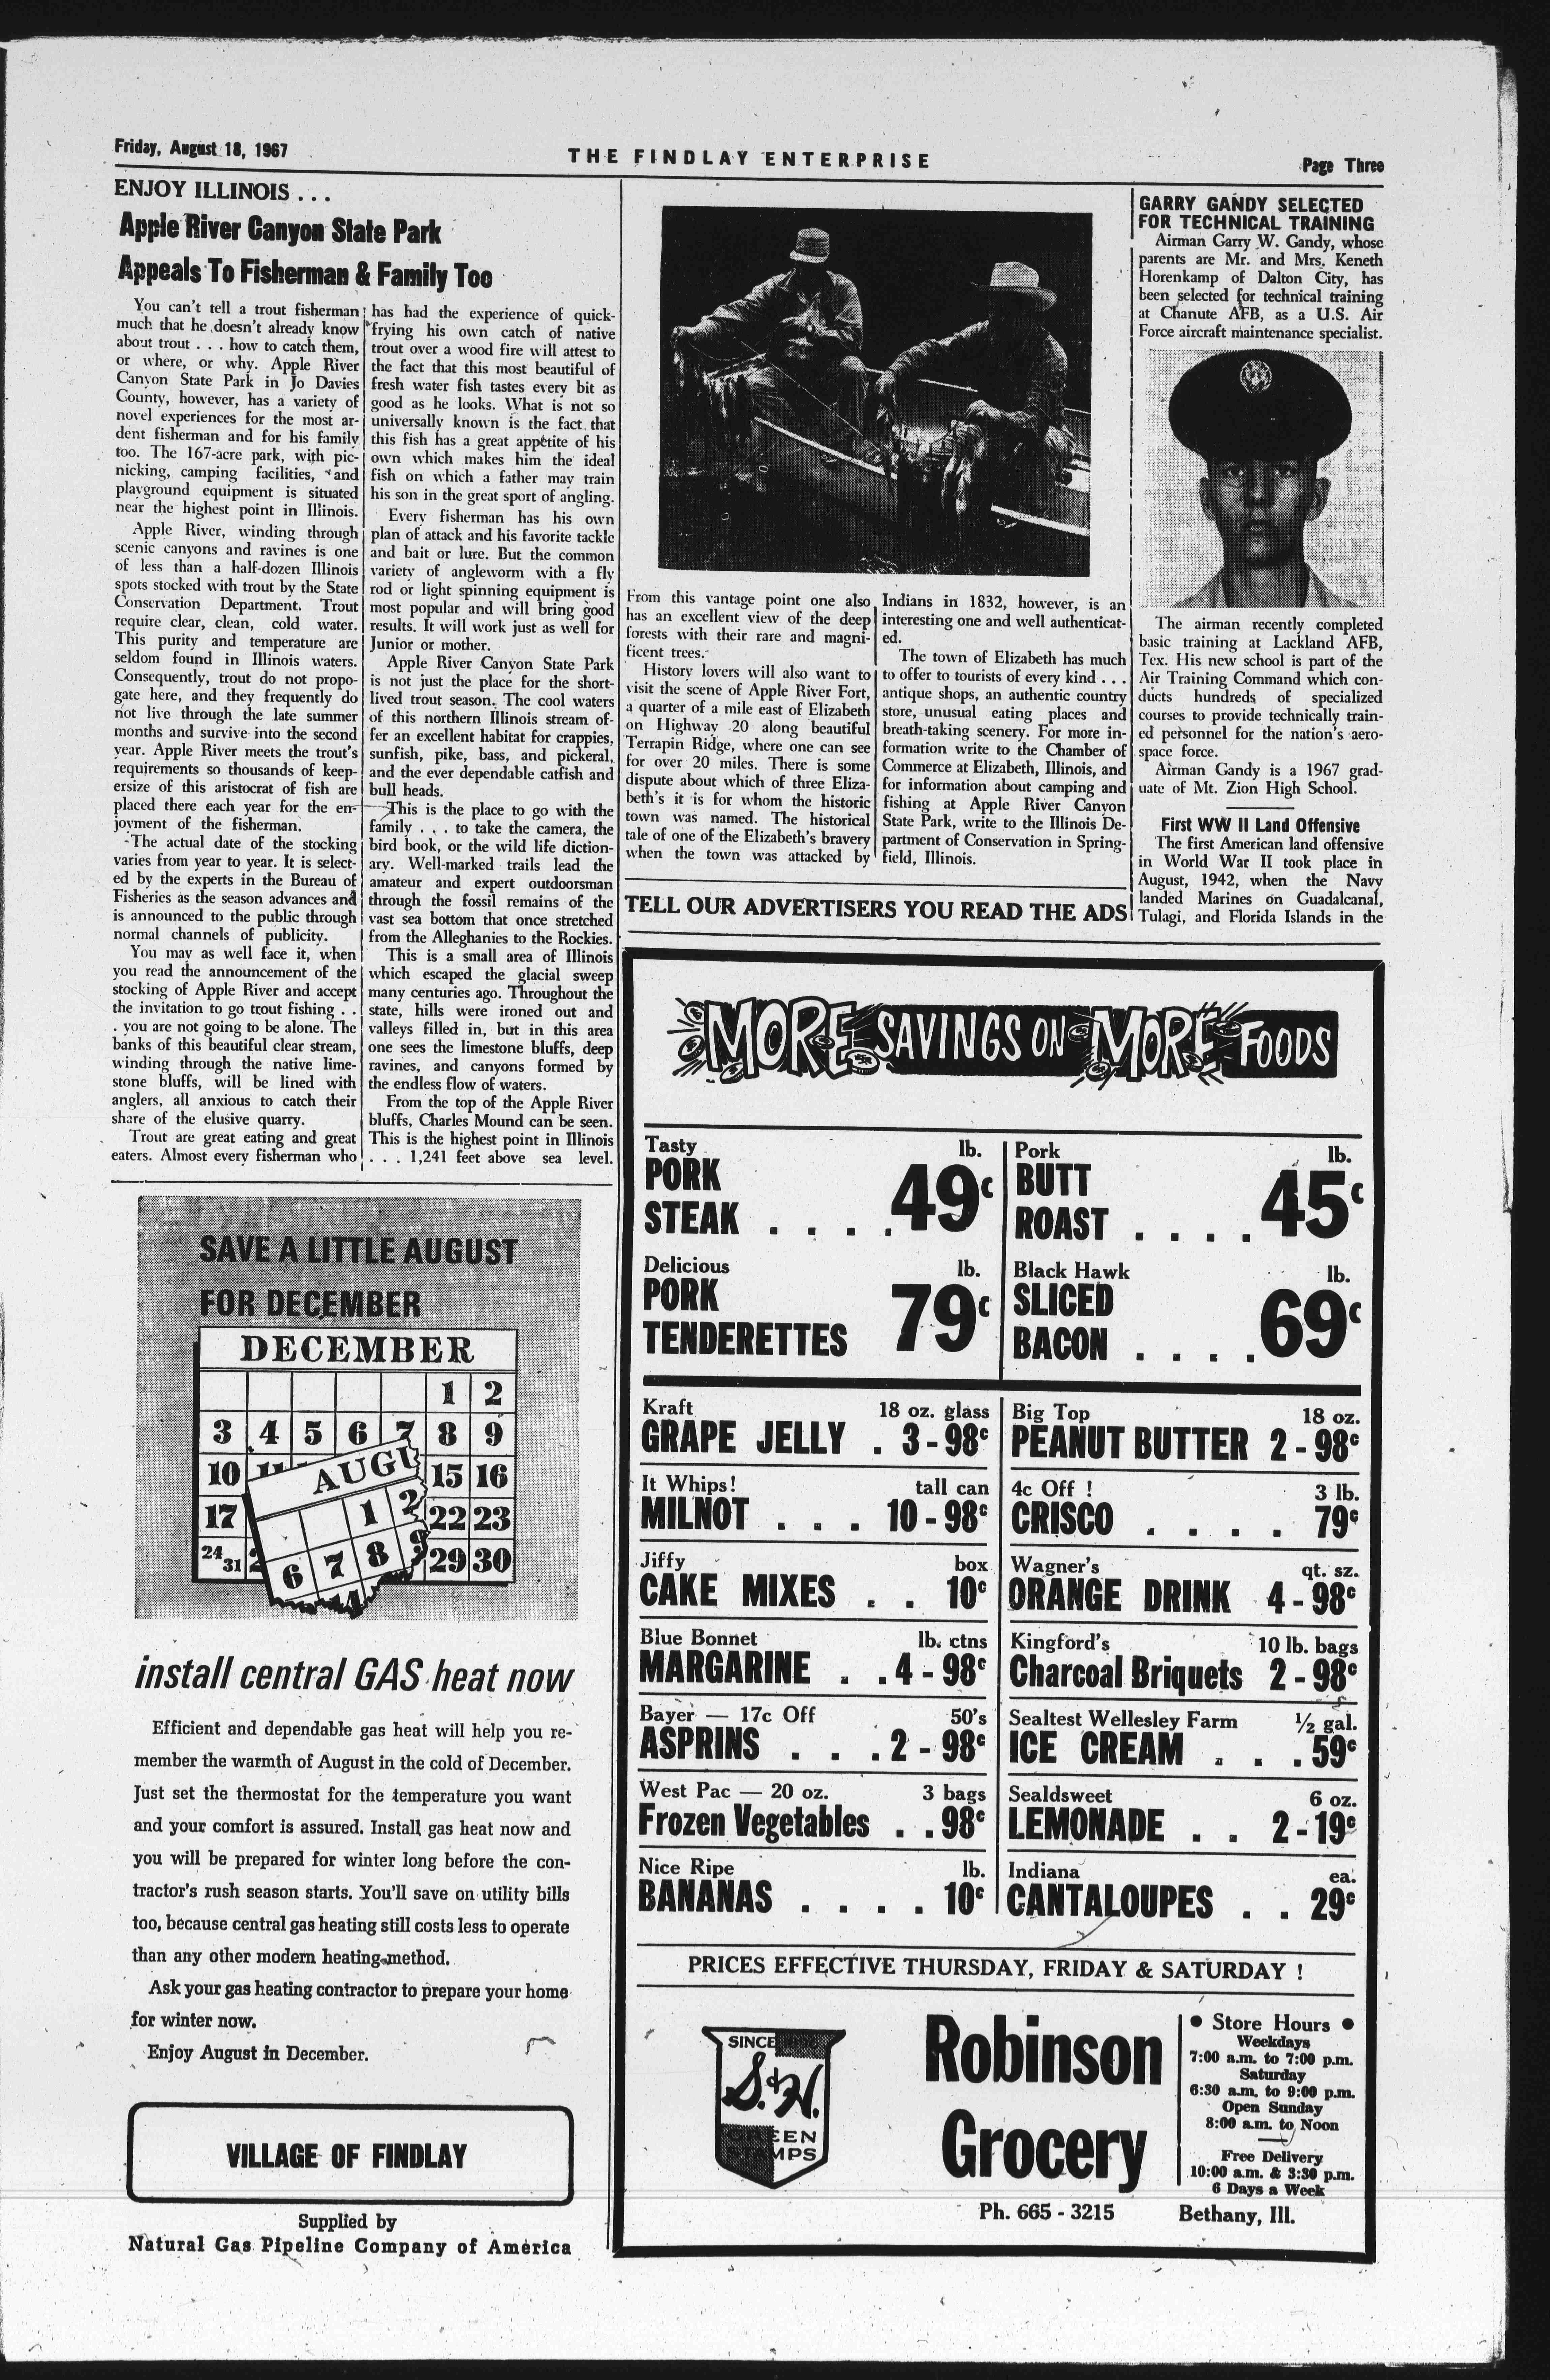 Friday, August 18, 1967
THE FINDLAY ENTERPRISE
Page Three
ENJOY ILLINOIS . . .
Apple River Canyon State Park
Appeals To Fisherman & Family Too
You can't tell a trout fisherman
much that he doesn't already know
about trout . . . how to catch them,
or where, or why. Apple River
Canyon State Park in Jo Davies
County, however, has a variety of
novel experiences for the most ar-
dent fisherman and for his family
too. The 167-acre park, with pic-
nicking, camping facilities, and
playground equipment is situated
near the highest point in Illinois.
Apple River, winding through
scenic canyons and ravines is one
of less than a half-dozen Illinois
spots stocked with trout by the State
Conservation Department. Trout
require clear, clean, cold water.
This purity and temperature are
seldom found in Illinois waters.
Consequently, trout do not propo-
gate here, and they frequently do
not live through the late summer
months and survive into the second
year. Apple River meets the trout's
requirements so thousands of keep-
ersize of this aristocrat of fish are
placed there each year for the en-
joyment of the fisherman.
The actual date of the stocking
varies from year to year. It is select-
ed by the experts in the Bureau of
Fisheries as the season advances and
is announced to the public through
normal channels of publicity.
You may as well face it, when
you read the announcement of the
stocking of Apple River and accept
the invitation to go trout fishing . .
. you are not going to be alone. The
banks of this beautiful clear stream,
winding through the native lime-
stone bluffs, will be lined with
anglers, all anxious to catch their
share of the elusive quarry.
Trout are great eating and great
eaters. Almost every fisherman who
has had the experience of quick-
frying his own catch of native
trout over a wood fire will attest to
the fact that this most beautiful of
fresh water fish tastes every bit as
good as he looks. What is not so
universally known is the fact that
this fish has a great appetite of his
own which makes him the ideal
fish on which a father may train
his son in the great sport of angling.
Every fisherman has his own
plan of attack and his favorite tackle
and bait or lure. But the common
variety of angleworm with a fly
rod or light spinning equipment is
most popular and will bring good
results. It will work just as well for
Junior or mother.
Apple River Canyon State Park
is not just the place for the short-
lived trout season. The cool waters
of this northern Illinois stream of-
fer an excellent habitat for crappies,
sunfish, pike, bass, and pickeral,
and the ever dependable catfish and
bull heads.
This is the place to go with the
family . . . to take the camera, the
bird book, or the wild life diction-
ary. Well-marked trails lead the
amateur and expert outdoorsman
through the fossil remains of the
vast sea bottom that once stretched
from the Alleghanies to the Rockies.
This is a small area of Illinois
which escaped the glacial sweep
many centuries ago. Throughout the
state, hills were ironed out and
valleys filled in, but in this area
one sees the limestone bluffs, deep
ravines, and canyons formed by
the endless flow of waters.
From the top of the Apple River
bluffs, Charles Mound can be seen.
This is the highest point in Illinois
. . . 1,241 feet above sea level.
From this vantage point one also
has an excellent view of the deep
forests with their rare and magni-
ficent trees.
History lovers will also want to
visit the scene of Apple River Fort,
a quarter of a mile east of Elizabeth
on Highway 20 along beautiful
Terrapin Ridge, where one can see
for over 20 miles. There is some
dispute about which of three Eliza-
beth's it is for whom the historic
town was named. The historical
tale of one of the Elizabeth's bravery
when the town was attacked by
Indians in 1832, however, is an
interesting one and well authenticat-
ed.
The town of Elizabeth has much
to offer to tourists of every kind . . .
antique shops, an authentic country
store, unusual eating places and
breath-taking scenery. For more in-
formation write to the Chamber of
Commerce at Elizabeth, Illinois, and
for information about camping and
fishing at Apple River Canyon
State Park, write to the Illinois De-
partment of Conservation in Spring-
field, Illinois.
TELL OUR ADVERTISERS YOU READ THE ADS
GARRY GANDY SELECTED
FOR TECHNICAL TRAINING
Airman Garry W. Gandy, whose
parents are Mr. and Mrs. Keneth
Horenkamp of Dalton City, has
been selected for technical training
at Chanute AFB, as a U.S. Air
Force aircraft maintenance specialist.
The airman recently completed
basic training at Lackland AFB,
Tex. His new school is part of the
Air Training Command which con-
ducts hundreds of specialized
courses to provide technically train-
ed personnel for the nation's aero-
space force.
Airman Gandy is a 1967 grad-
uate of Mt. Zion High School.
First WW II Land Offensive
The first American land offensive
in World War II took place in
August, 1942, when the Navy
landed Marines on Guadalcanal,
Tulagi, and Florida Islands in the
SAVE A LITTLE AUGUST
FOR DECEMBER
DECEMBER
1 2
3 4 5 6 7 8 9
10 11 15 16
17 22 23
24 31 2 29 30
AUGU
1 2
6 7 8 9
14
install central GAS heat now
Efficient and dependable gas heat will help you re-
member the warmth of August in the cold of December.
Just set the thermostat for the temperature you want
and your comfort is assured. Install gas heat now and
you will be prepared for winter long before the con-
tractor's rush season starts. You'll save on utility bills
too, because central gas heating still costs less to operate
than any other modern heating method.
Ask your gas heating contractor to prepare your home
for winter now.
Enjoy August in December.
VILLAGE OF FINDLAY
Supplied by
Natural Gas Pipeline Company of America
MORE SAVINGS ON MORE FOODS
Tasty lb.
PORK
STEAK . . . . 49c
Pork lb.
BUTT
ROAST . . . . 45c
Delicious lb.
PORK
TENDERETTES 79c
Black Hawk lb.
SLICED
BACON . . . . 69c
Kraft 18 oz. glass
GRAPE JELLY . 3 - 98c
Big Top 18 oz.
PEANUT BUTTER 2 - 98c
It Whips! tall can
MILNOT . . . 10 - 98c
4c Off ! 3 lb.
CRISCO . . . . 79c
Jiffy box
CAKE MIXES . . 10c
Wagner's qt. sz.
ORANGE DRINK 4 - 98c
Blue Bonnet lb. ctns
MARGARINE . . 4 - 98c
Kingford's 10 lb. bags
Charcoal Briquets 2 - 98c
Bayer — 17c Off 50's
ASPRINS . . . 2 - 98c
Sealtest Wellesley Farm ½ gal.
ICE CREAM . . . 59c
West Pac — 20 oz. 3 bags
Frozen Vegetables . . 98c
Sealdsweet 6 oz.
LEMONADE . . 2 - 19c
Nice Ripe lb.
BANANAS . . . . 10c
Indiana ea.
CANTALOUPES . . 29c
PRICES EFFECTIVE THURSDAY, FRIDAY & SATURDAY !
SINCE 1896
S.&H.
GREEN
STAMPS
Robinson
Grocery
Ph. 665 - 3215
• Store Hours •
Weekdays
7:00 a.m. to 7:00 p.m.
Saturday
6:30 a.m. to 9:00 p.m.
Open Sunday
8:00 a.m. to Noon
Free Delivery
10:00 a.m. & 3:30 p.m.
6 Days a Week
Bethany, Ill.